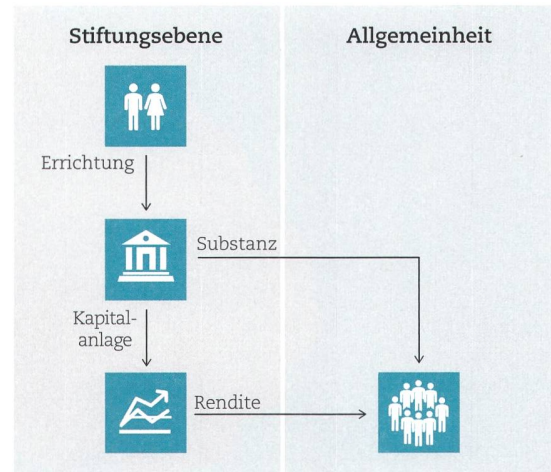 Stiftungsebene
Allgemeinheit
Errichtung
Substanz
Kapital-
anlage
Rendite